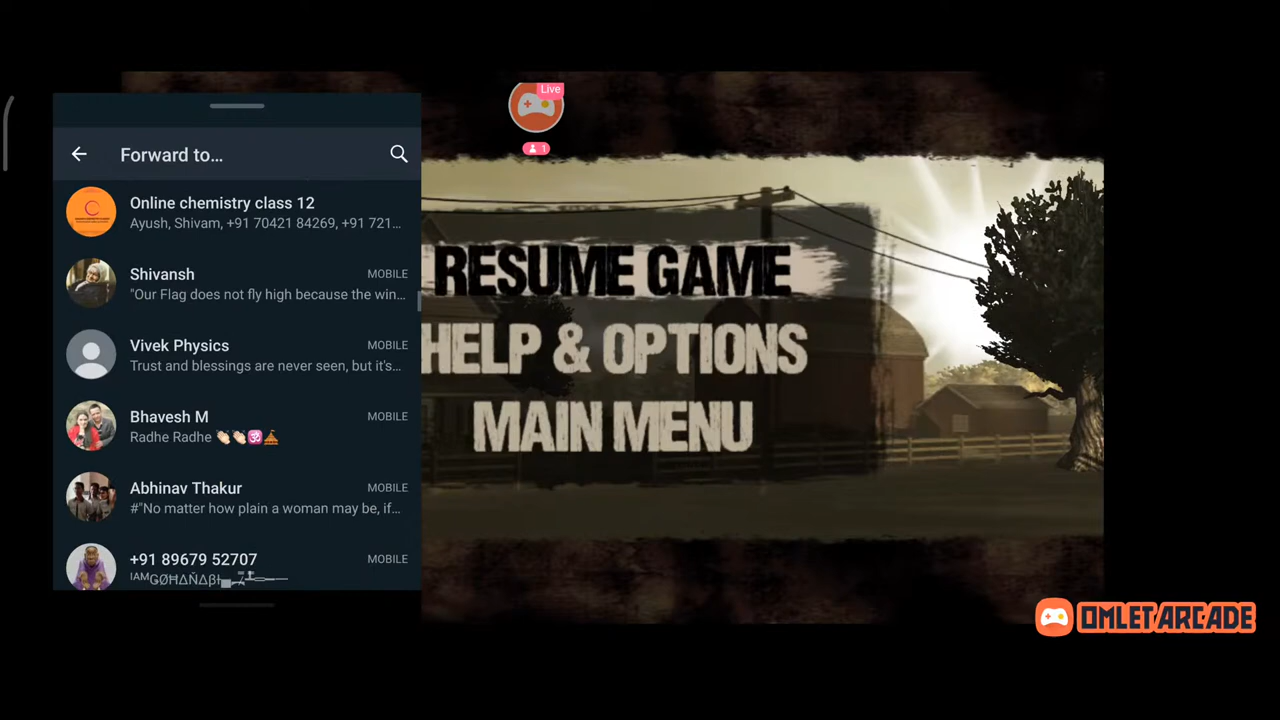 Live
1
Forward to...
Online chemistry class 12
Ayush, Shivam, +91 70421 84269, +91 721...
Shivansh
MOBILE
"Our Flag does not fly high because the win...
Vivek Physics
MOBILE
Trust and blessings are never seen, but it's...
Bhavesh M
MOBILE
Radhe Radhe 👏🏻👏🏻🕉🛕
Abhinav Thakur
MOBILE
#"No matter how plain a woman may be, if...
+91 89679 52707
MOBILE
RESUME GAME
HELP & OPTIONS
MAIN MENU
OMLET ARCADE